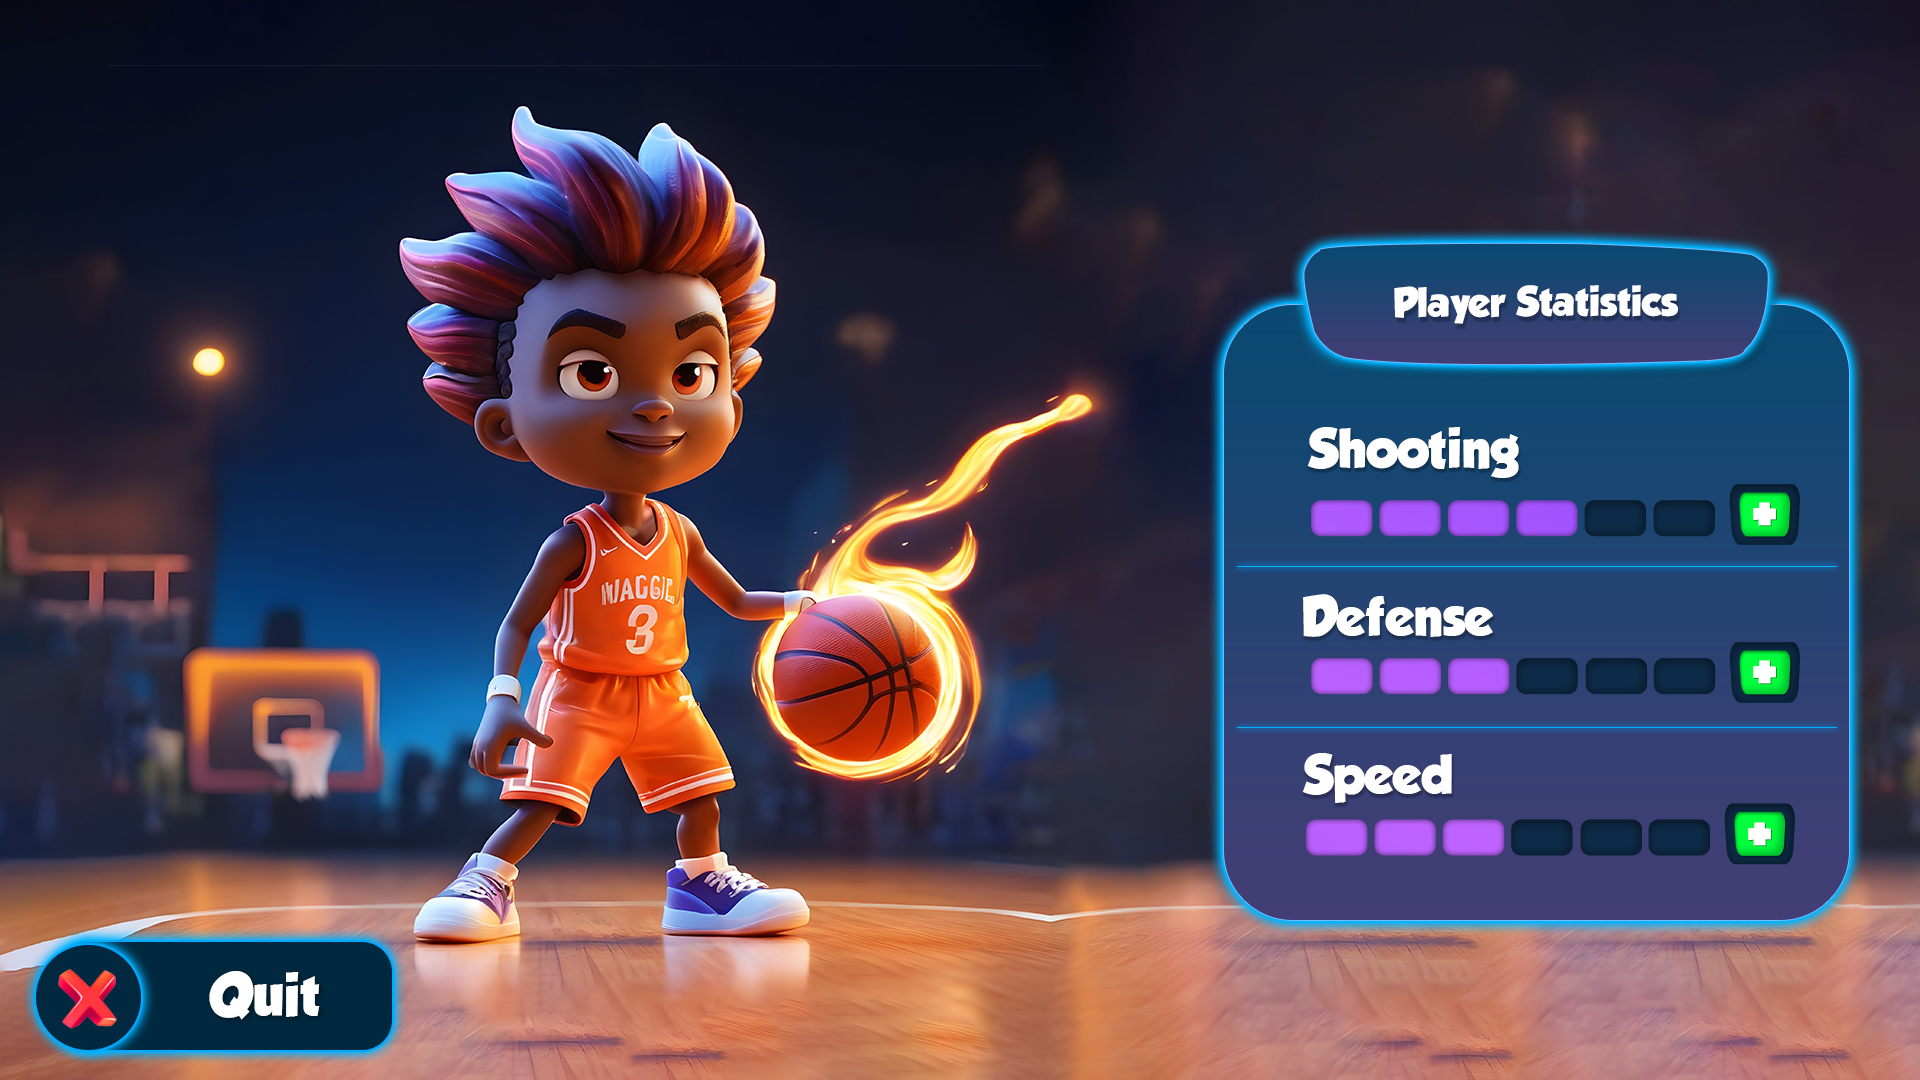 Player Statistics
Shooting
Defense
Speed
3
Quit